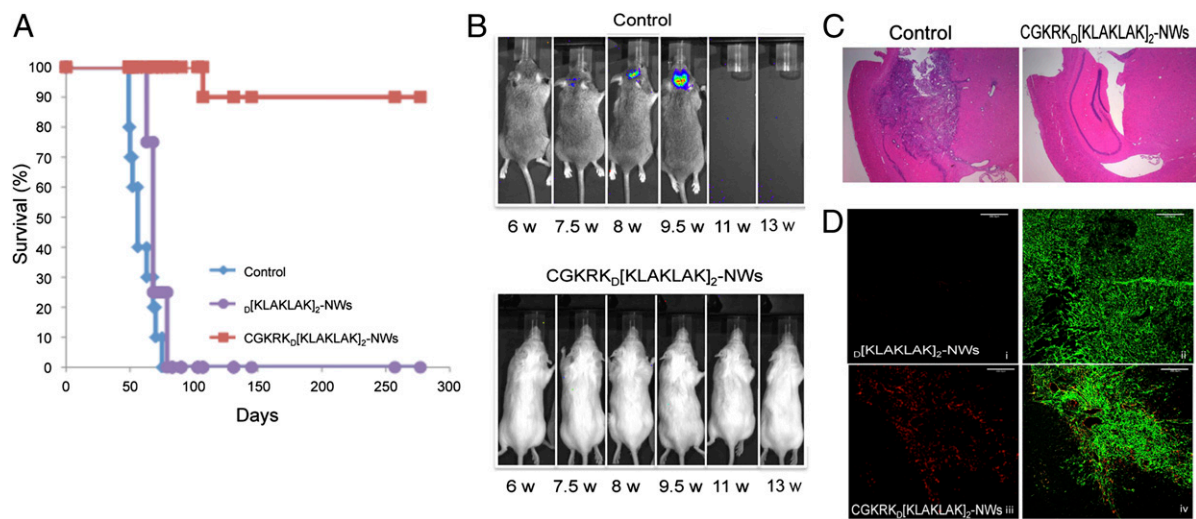 A
Survival (%)
100
90
80
70
60
50
40
30
20
10
0
0 50 100 150 200 250 300
Days
Control
D[KLAKLAK]2-NWs
CGKRKD[KLAKLAK]2-NWs
B
Control
6 w 7.5 w 8 w 9.5 w 11 w 13 w
CGKRKD[KLAKLAK]2-NWs
6 w 7.5 w 8 w 9.5 w 11 w 13 w
C
Control CGKRKD[KLAKLAK]2-NWs
D
D[KLAKLAK]2-NWs i ii
CGKRKD[KLAKLAK]2-NWs iii iv